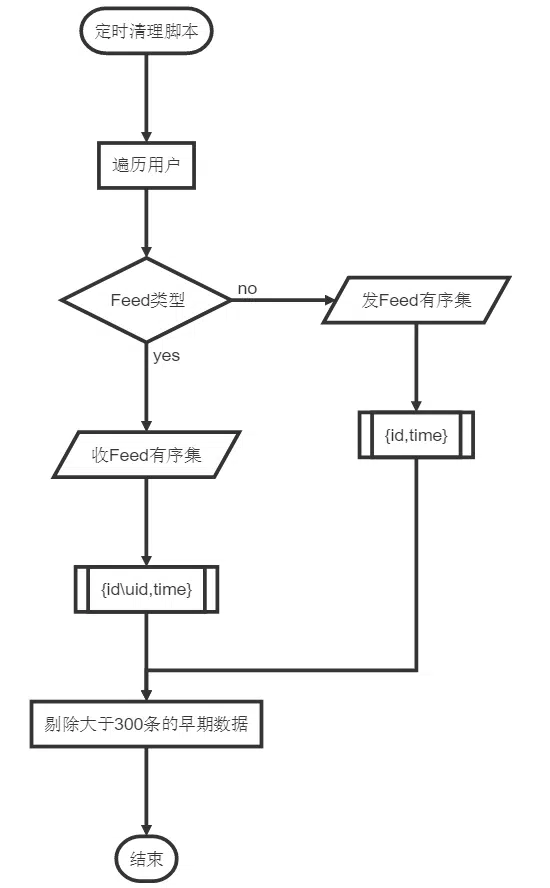 定时清理脚本
遍历用户
Feed类型
no
发Feed有序集
yes
{id,time}
收Feed有序集
{id\uid,time}
剔除大于300条的早期数据
结束